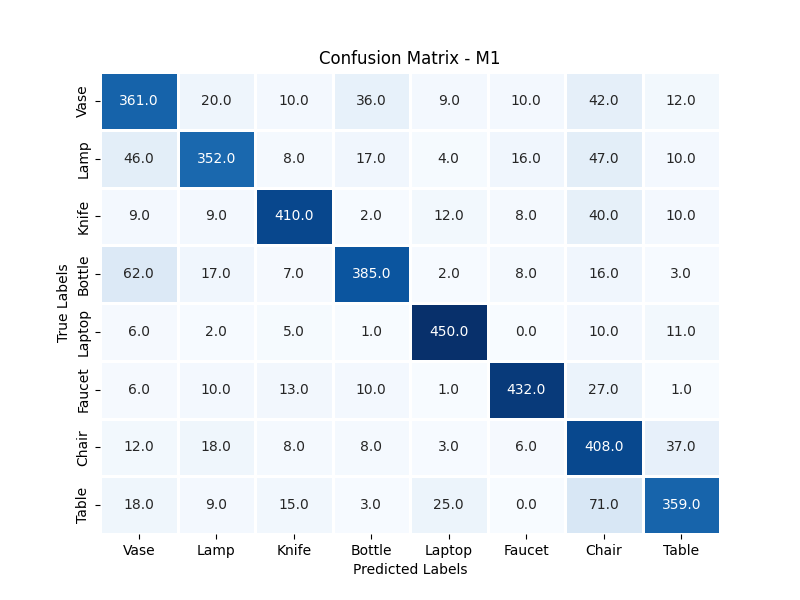 Confusion Matrix - M1
True Labels
Vase 361.0 20.0 10.0 36.0 9.0 10.0 42.0 12.0
Lamp 46.0 352.0 8.0 17.0 4.0 16.0 47.0 10.0
Knife 9.0 9.0 410.0 2.0 12.0 8.0 40.0 10.0
Bottle 62.0 17.0 7.0 385.0 2.0 8.0 16.0 3.0
Laptop 6.0 2.0 5.0 1.0 450.0 0.0 10.0 11.0
Faucet 6.0 10.0 13.0 10.0 1.0 432.0 27.0 1.0
Chair 12.0 18.0 8.0 8.0 3.0 6.0 408.0 37.0
Table 18.0 9.0 15.0 3.0 25.0 0.0 71.0 359.0
Vase Lamp Knife Bottle Laptop Faucet Chair Table
Predicted Labels